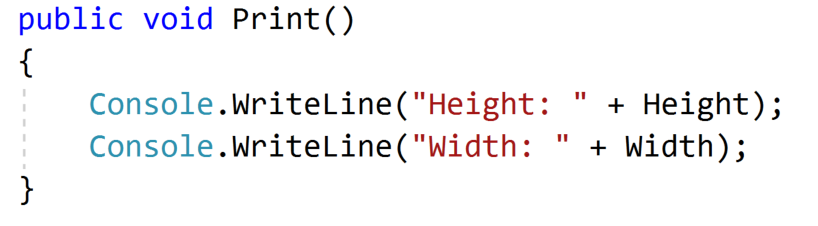 public void Print()
{
    Console.WriteLine("Height: " + Height);
    Console.WriteLine("Width: " + Width);
}